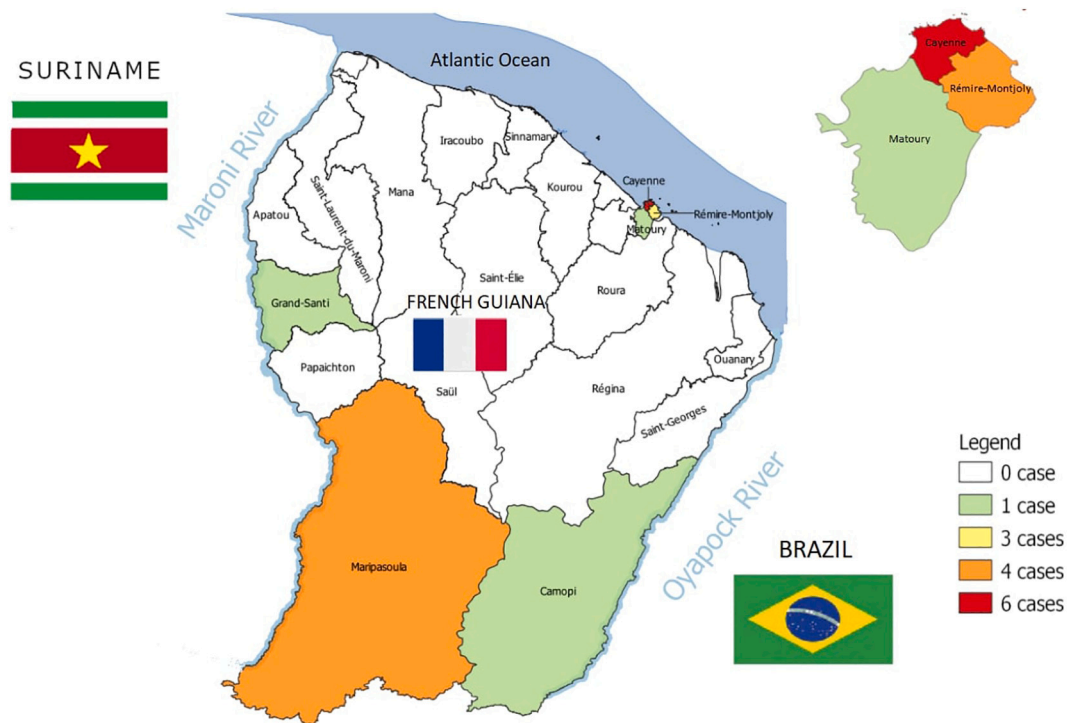 SURINAME
Atlantic Ocean
Maroni River
Cayenne
Rémire-Montjoly
Matoury
Iracoubo
Sinnamary
Mana
Kourou
Cayenne
Apatou
Saint-Laurent-du-Maroni
Rémire-Montjoly
Matoury
Saint-Élie
Roura
Grand-Santi
FRENCH GUIANA
Papaichton
Ouanary
Saül
Régina
Saint-Georges
Oyapock River
Maripasoula
Camopi
BRAZIL
Legend
0 case
1 case
3 cases
4 cases
6 cases